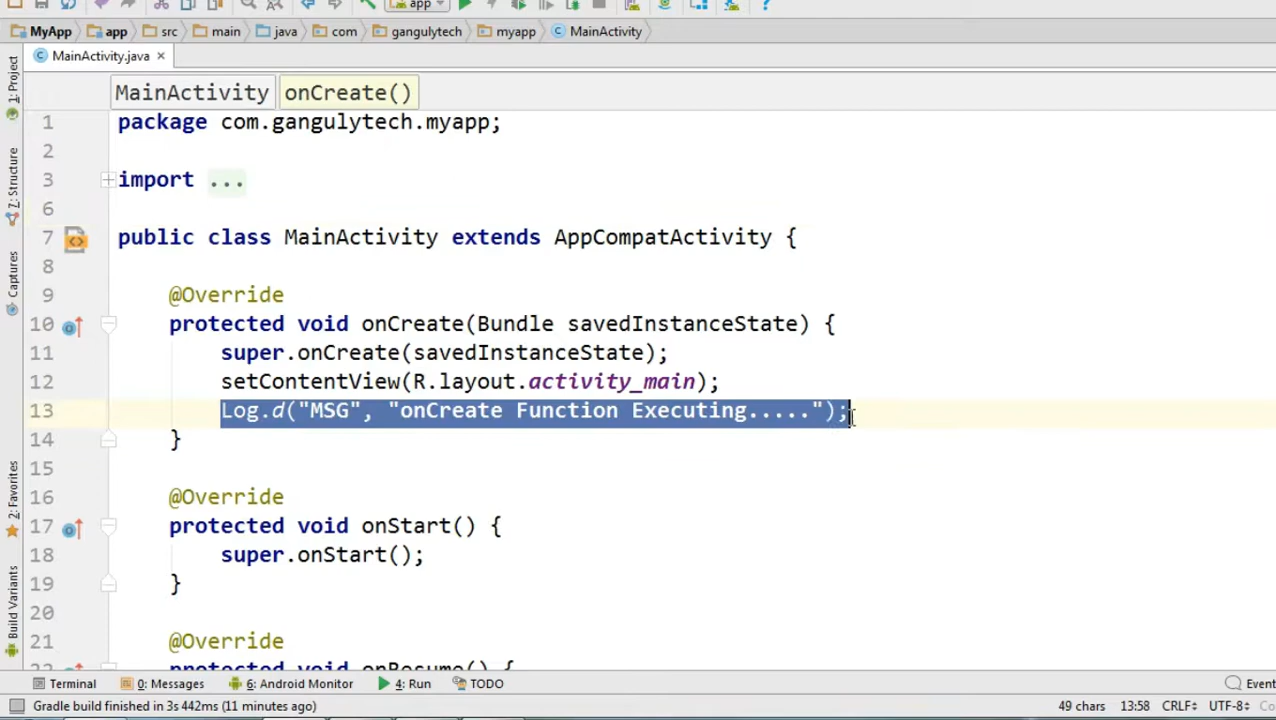 app
MyApp app src main java com gangulytech myapp MainActivity
MainActivity.java
1: Project
7: Structure
Captures
2: Favorites
Build Variants
MainActivity onCreate()
1 package com.gangulytech.myapp;
2
3 import ...
6
7 public class MainActivity extends AppCompatActivity {
8
9 @Override
10 protected void onCreate(Bundle savedInstanceState) {
11 super.onCreate(savedInstanceState);
12 setContentView(R.layout.activity_main);
13 Log.d("MSG", "onCreate Function Executing.....");
14 }
15
16 @Override
17 protected void onStart() {
18 super.onStart();
19 }
20
21 @Override
22 protected void onResume() {
Terminal 0: Messages 6: Android Monitor 4: Run TODO Event
Gradle build finished in 3s 442ms (11 minutes ago) 49 chars 13:58 CRLF UTF-8